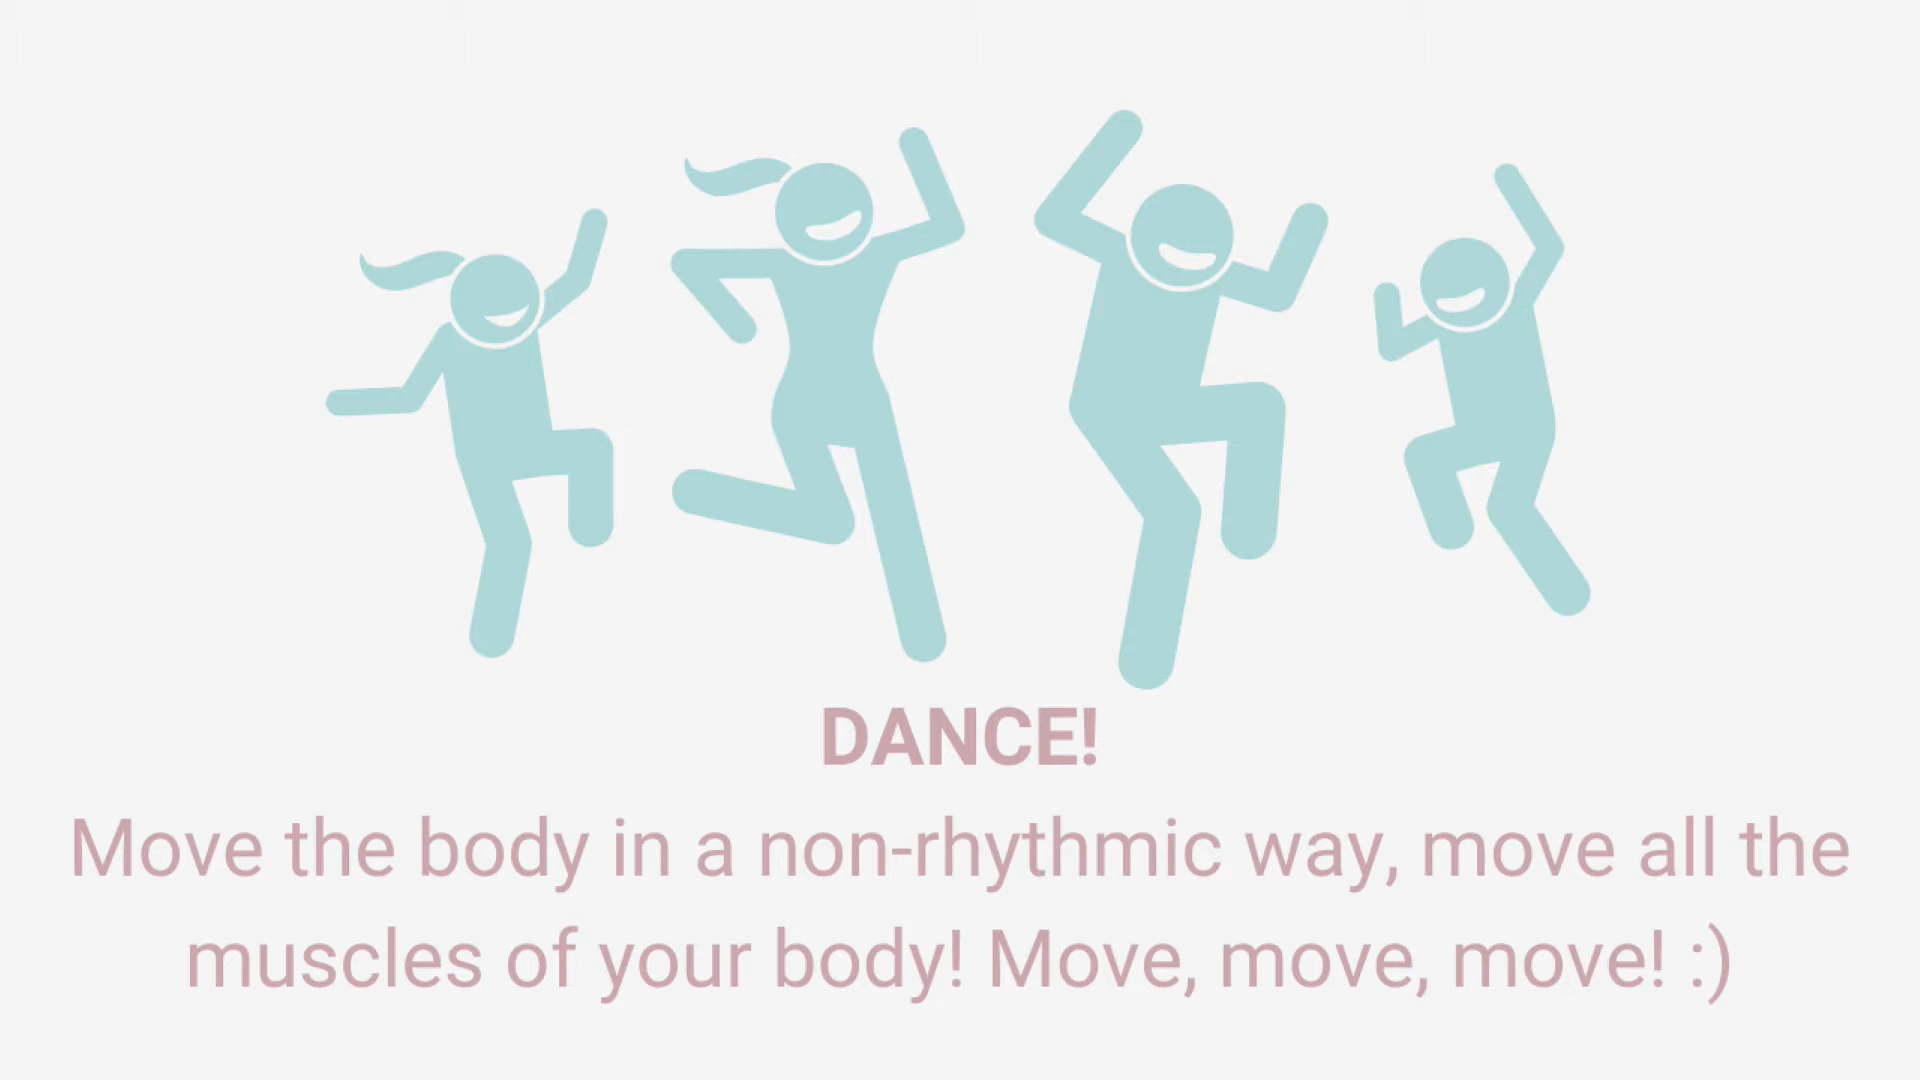 DANCE!
Move the body in a non-rhythmic way, move all the
muscles of your body! Move, move, move! :)